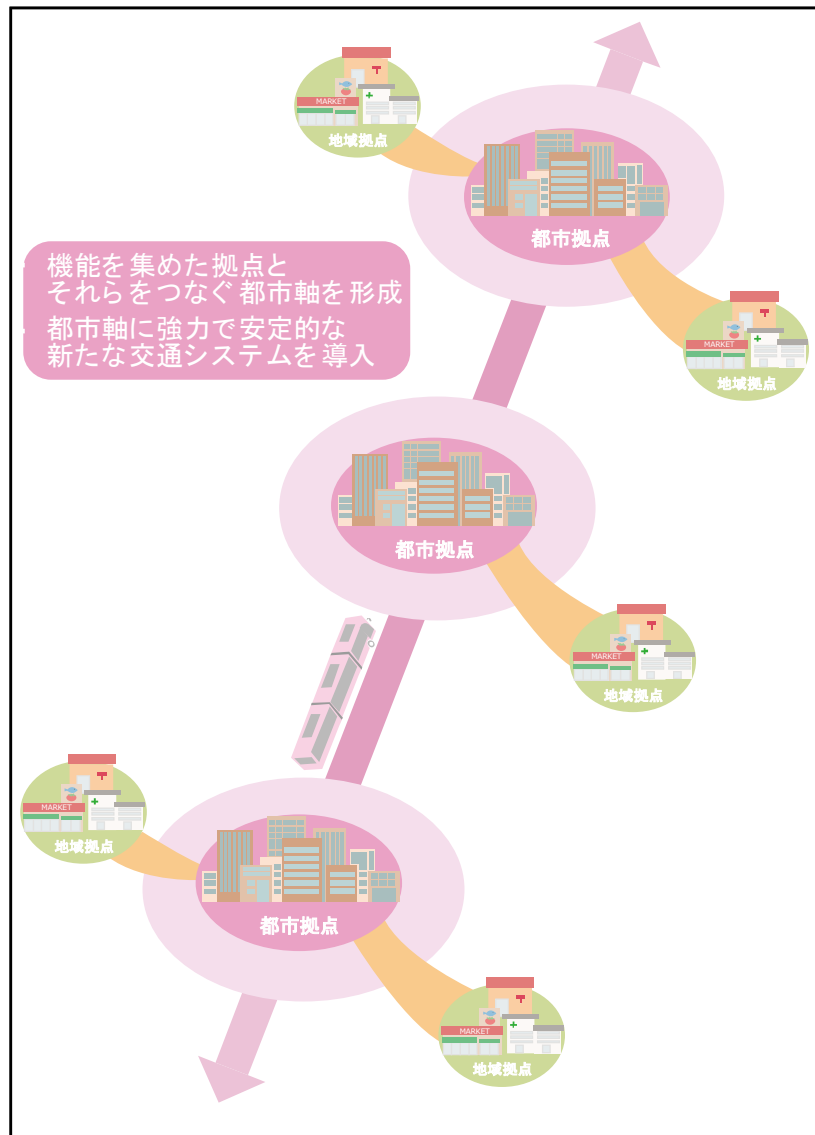 MARKET
地域拠点
都市拠点
機能を集めた拠点と
それらをつなぐ都市軸を形成
都市軸に強力で安定的な
新たな交通システムを導入
MARKET
地域拠点
都市拠点
MARKET
地域拠点
MARKET
地域拠点
都市拠点
MARKET
地域拠点